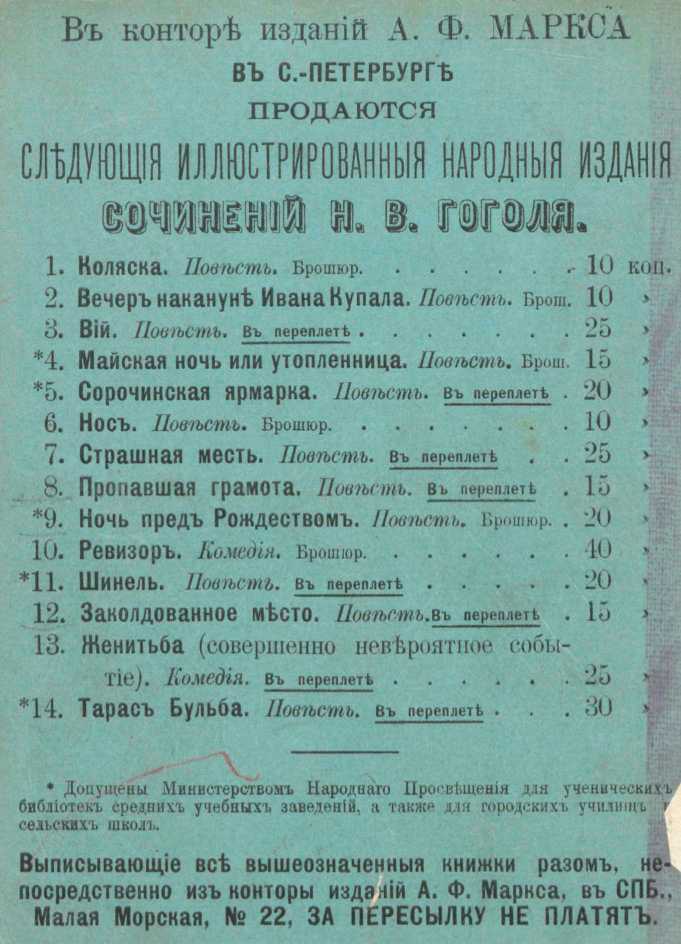 Въ конторѣ изданій А. Ф. МАРКСА
ВЪ С.-ПЕТЕРБУРГѢ
ПРОДАЮТСЯ
СЛѢДУЮЩІЯ ИЛЛЮСТРИРОВАННЫЯ НАРОДНЫЯ ИЗДАНІЯ
СОЧИНЕНІЙ Н. В. ГОГОЛЯ.
1. Коляска. Повѣсть. Брошюр. . . . . . . 10 коп.
2. Вечеръ наканунѣ Ивана Купала. Повѣсть. Брош. 10 »
3. Вій. Повѣсть. Въ переплетѣ . . . . . . . 25 »
*4. Майская ночь или утопленница. Повѣсть. Брош. 15 »
*5. Сорочинская ярмарка. Повѣсть. Въ переплетѣ . 20 »
6. Носъ. Повѣсть. Брошюр. . . . . . . . 10 »
7. Страшная месть. Повѣсть. Въ переплетѣ . . 25 »
8. Пропавшая грамота. Повѣсть. Въ переплетѣ . 15 »
*9. Ночь предъ Рождествомъ. Повѣсть. Брошюр. . 20 »
10. Ревизоръ. Комедія. Брошюр. . . . . . . 40 »
*11. Шинель. Повѣсть. Въ переплетѣ . . . . . 20 »
12. Заколдованное мѣсто. Повѣсть. Въ переплетѣ . 15 »
13. Женитьба (совершенно невѣроятное собы-
тіе). Комедія. Въ переплетѣ . . . . . . 25 »
*14. Тарасъ Бульба. Повѣсть. Въ переплетѣ . . . 30 »
* Допущены Министерствомъ Народнаго Просвѣщенія для ученическихъ
библіотекъ среднихъ учебныхъ заведеній, а также для городскихъ училищъ
сельскихъ школъ.
Выписывающіе всѣ вышеозначенныя книжки разомъ, не-
посредственно изъ конторы изданій А. Ф. Маркса, въ СПБ.,
Малая Морская, № 22, ЗА ПЕРЕСЫЛКУ НЕ ПЛАТЯТЪ.